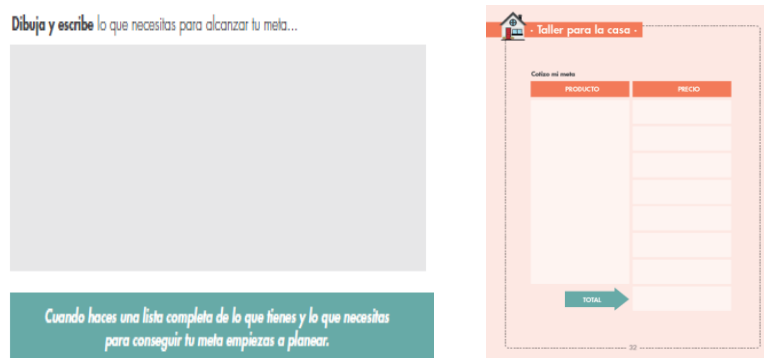 Dibuja y escribe lo que necesitas para alcanzar tu meta...
Cuando haces una lista completa de lo que tienes y lo que necesitas
para conseguir tu meta empiezas a planear.
- Taller para la casa -
Cotizo mi meta
PRODUCTO PRECIO
TOTAL
32